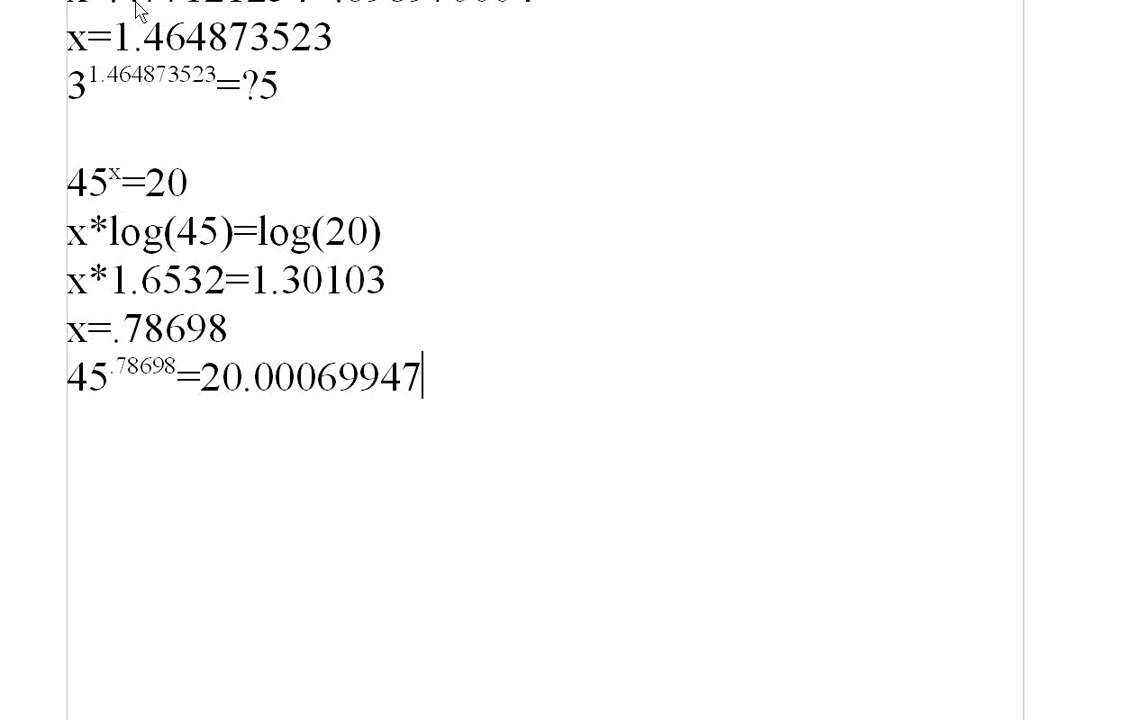 x=1.464873523
3^1.464873523=?5
45^x=20
x*log(45)=log(20)
x*1.6532=1.30103
x=.78698
45^.78698=20.00069947